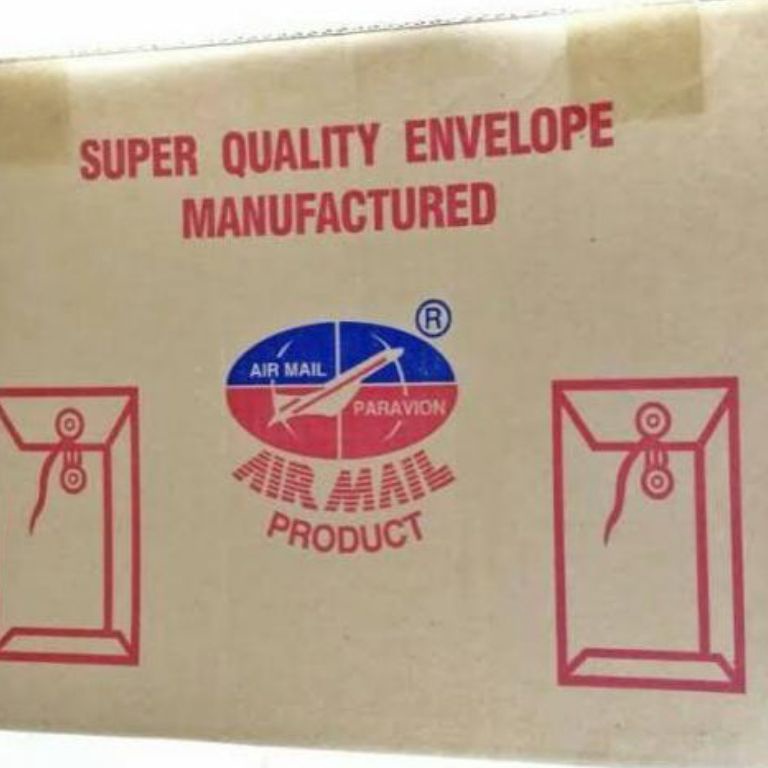 SUPER QUALITY ENVELOPE
MANUFACTURED
®
AIR MAIL
PARAVION
AIR MAIL
PRODUCT